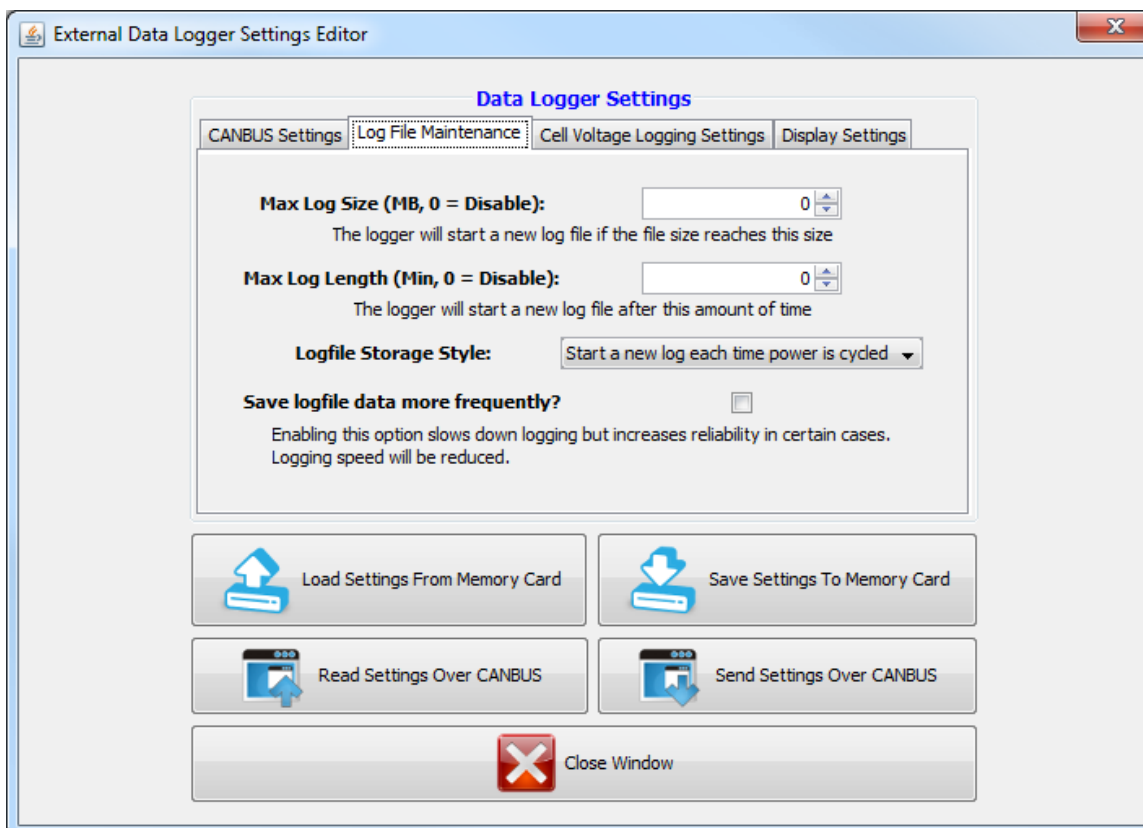 External Data Logger Settings Editor
Data Logger Settings
CANBUS Settings Log File Maintenance Cell Voltage Logging Settings Display Settings
Max Log Size (MB, 0 = Disable): 0
The logger will start a new log file if the file size reaches this size
Max Log Length (Min, 0 = Disable): 0
The logger will start a new log file after this amount of time
Logfile Storage Style: Start a new log each time power is cycled
Save logfile data more frequently?
Enabling this option slows down logging but increases reliability in certain cases.
Logging speed will be reduced.
Load Settings From Memory Card Save Settings To Memory Card
Read Settings Over CANBUS Send Settings Over CANBUS
Close Window